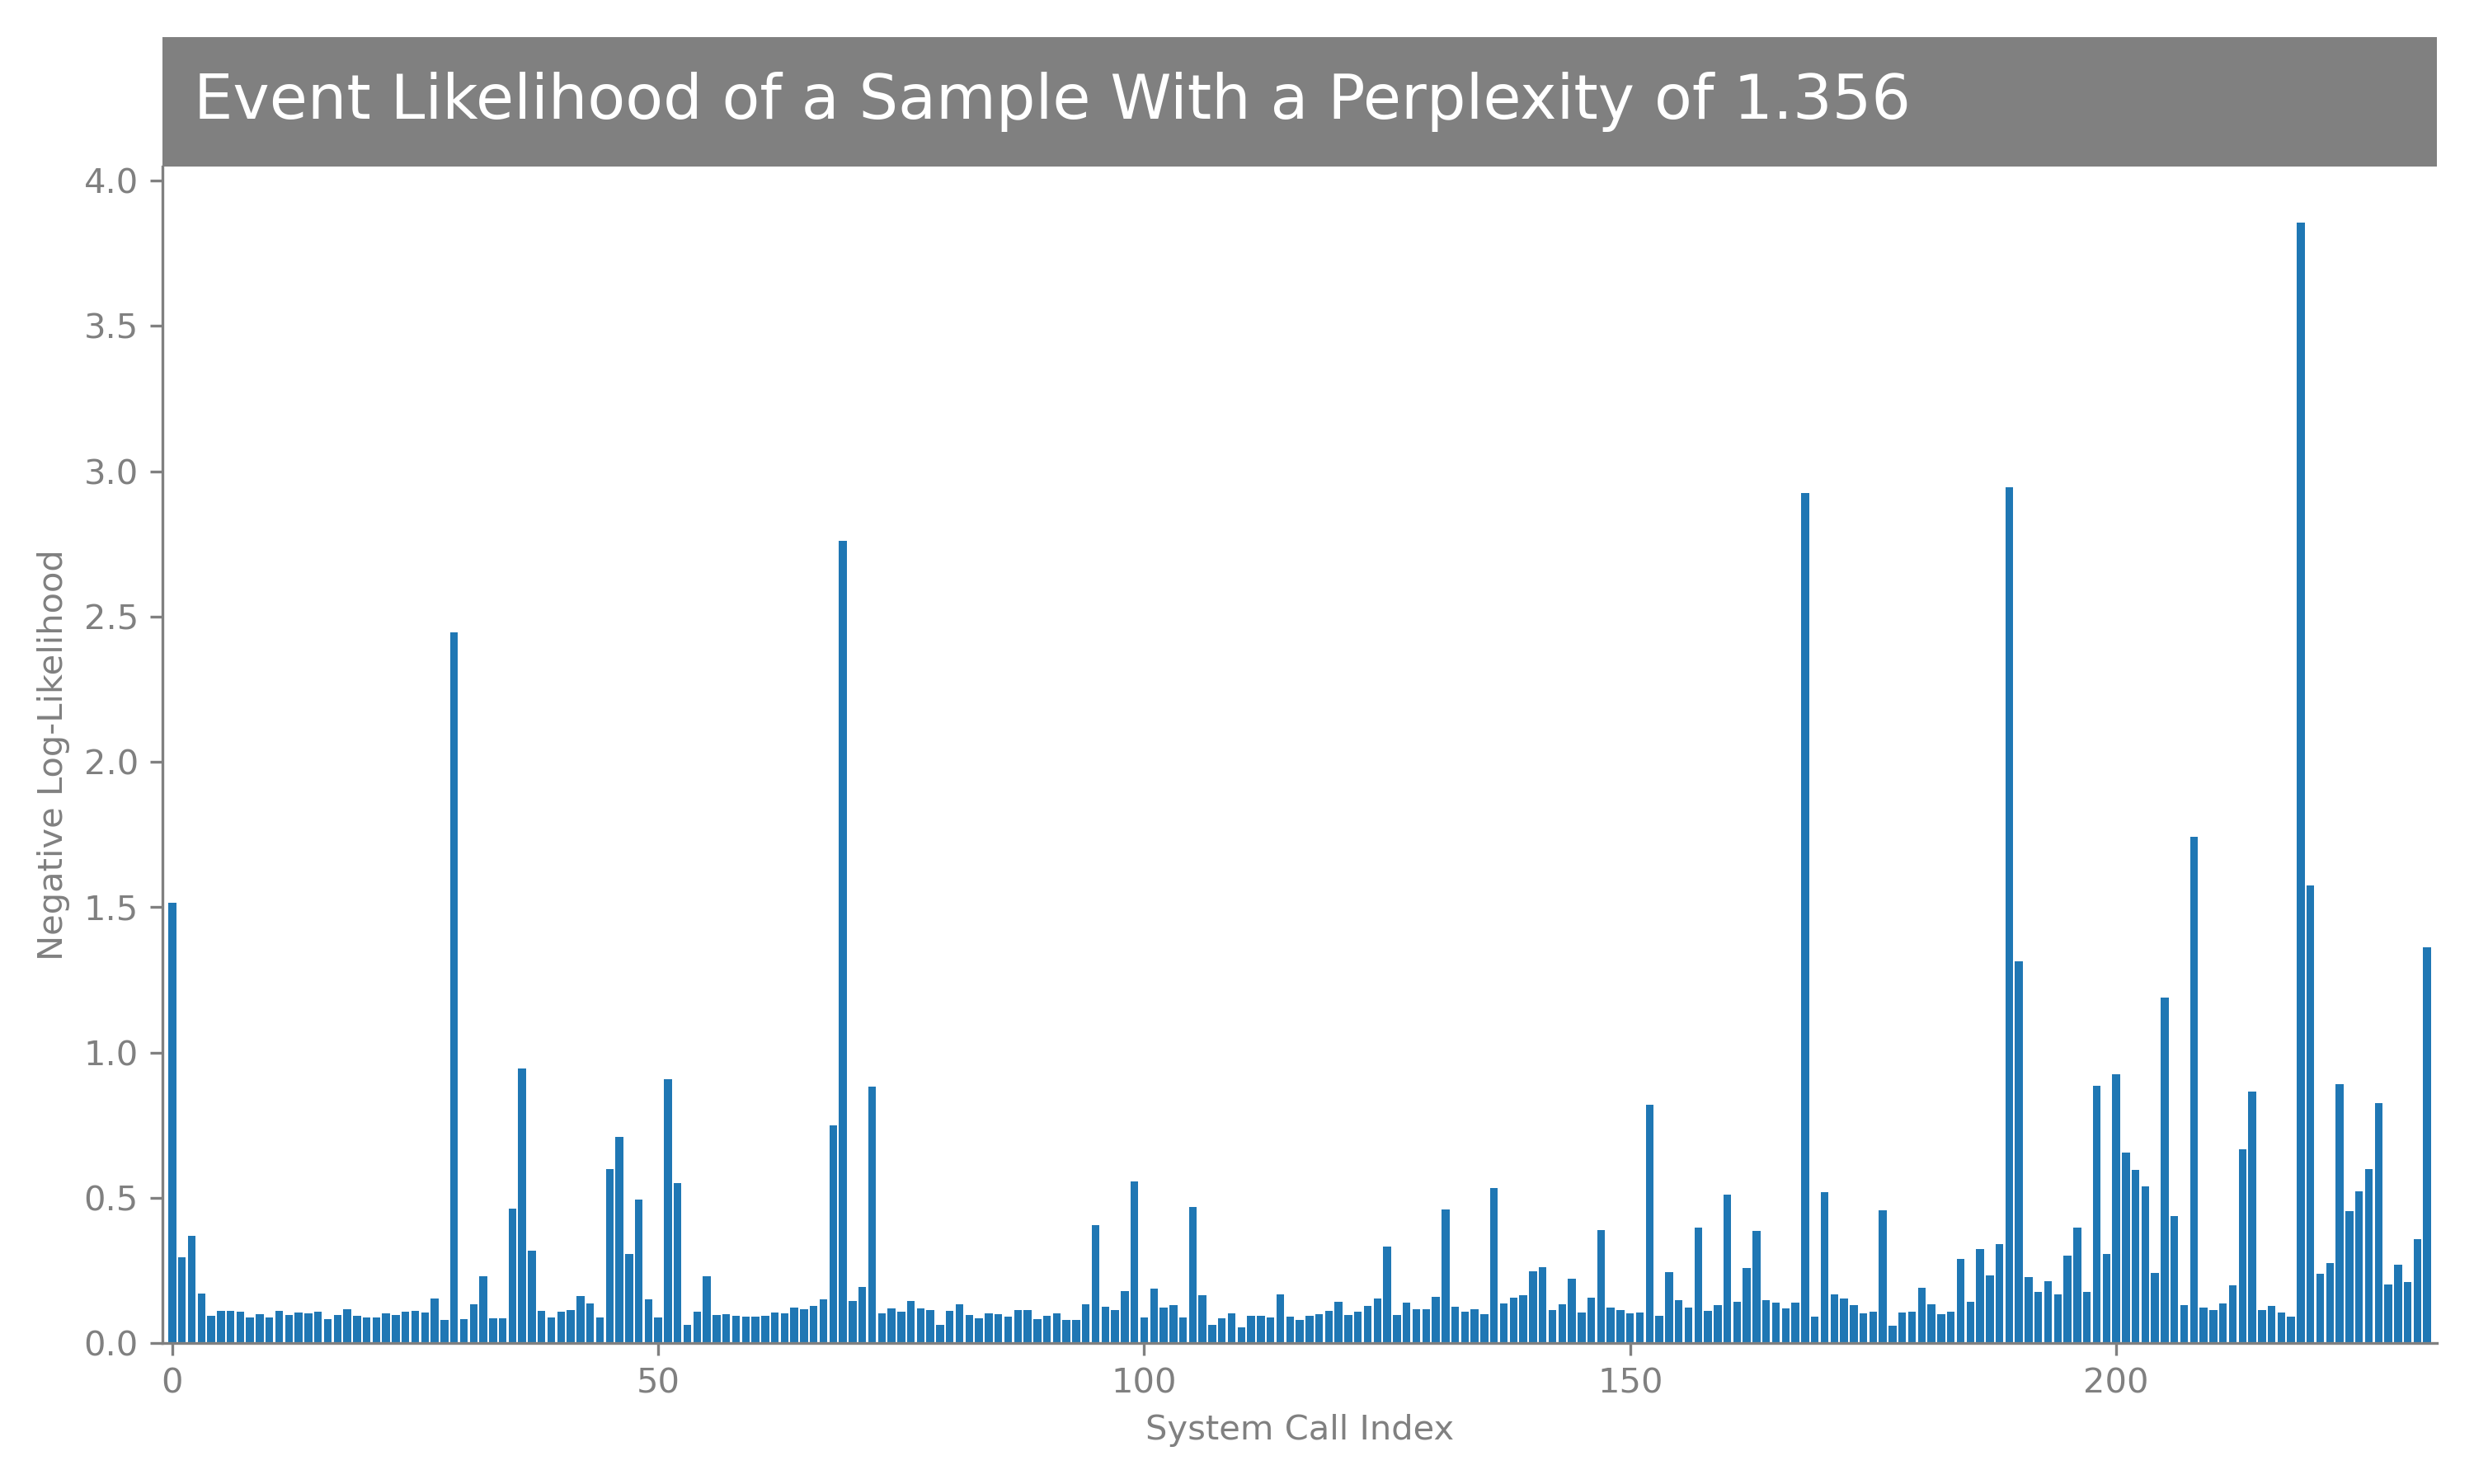 Event Likelihood of a Sample With a Perplexity of 1.356
4.0
3.5
3.0
2.5
2.0
1.5
1.0
0.5
0.0
Negative Log-Likelihood
0 50 100 150 200
System Call Index